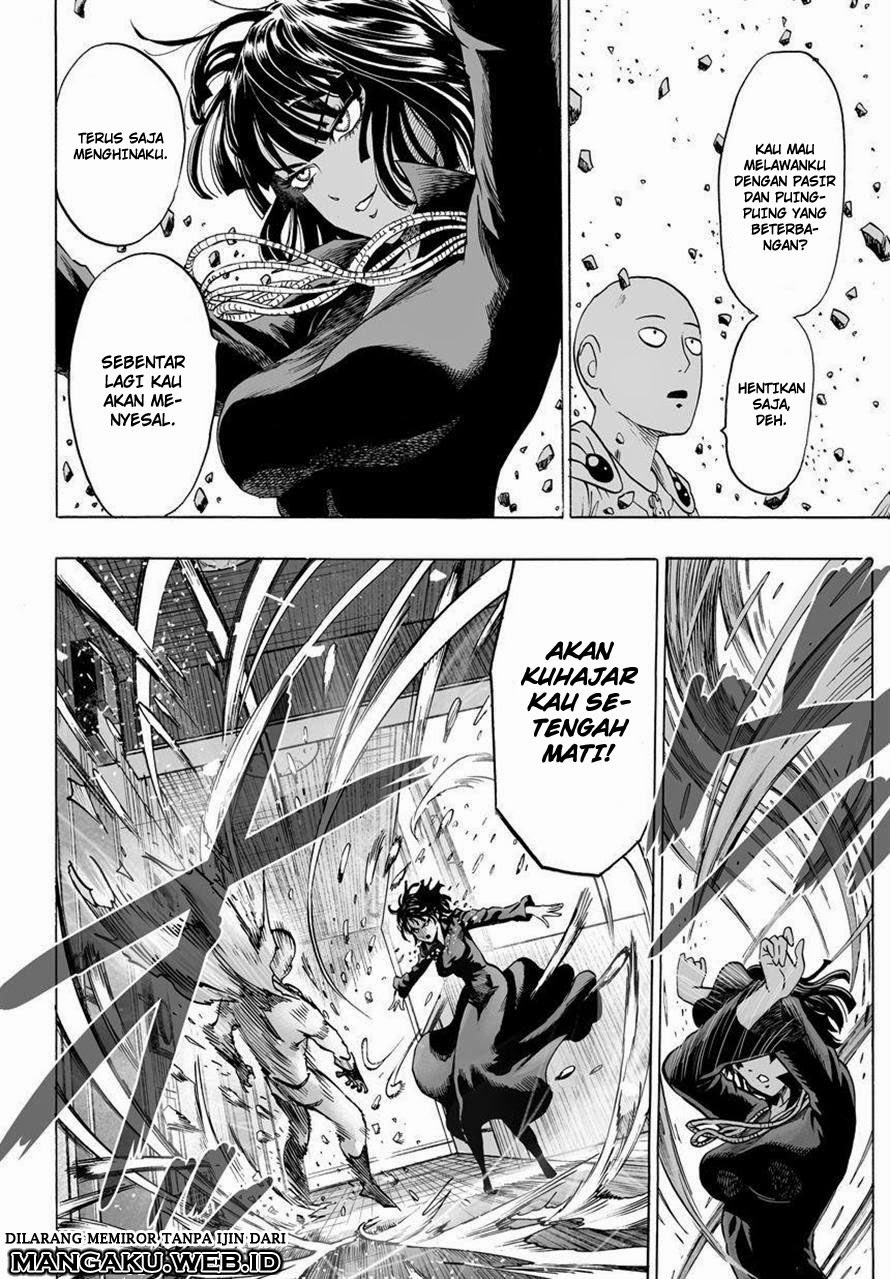 KAU MAU
MELAWANKU
DENGAN PASIR
DAN PUING-
PUING YANG
BETERBA-
NGAN?
HENTIKAN
SAJA,
DEH.
TERUS SAJA
MENGHINAKU.
SEBENTAR
LAGI KAU
AKAN ME-
NYESAL.
AKAN
KUHAJAR
KAU SE-
TENGAH
MATI!
DILARANG MEMIROR TANPA IJIN DARI
MANGAKU.WEB.ID